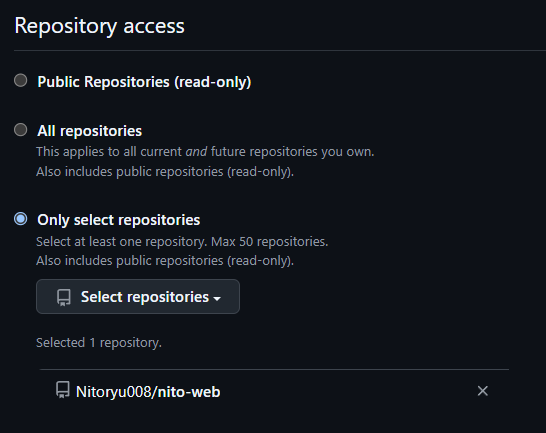 Repository access
Public Repositories (read-only)
All repositories
This applies to all current and future repositories you own.
Also includes public repositories (read-only).
Only select repositories
Select at least one repository. Max 50 repositories.
Also includes public repositories (read-only).
Select repositories
Selected 1 repository.
Nitoryu008/nito-web